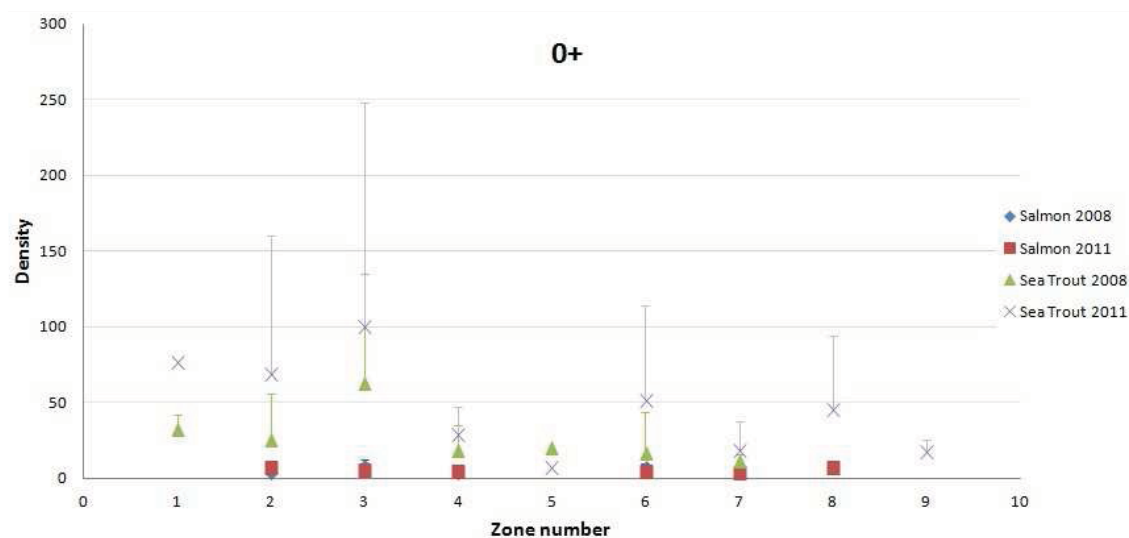 0+
300
250
200
150
100
50
0
Density
0 1 2 3 4 5 6 7 8 9 10
Zone number
Salmon 2008
Salmon 2011
Sea Trout 2008
Sea Trout 2011